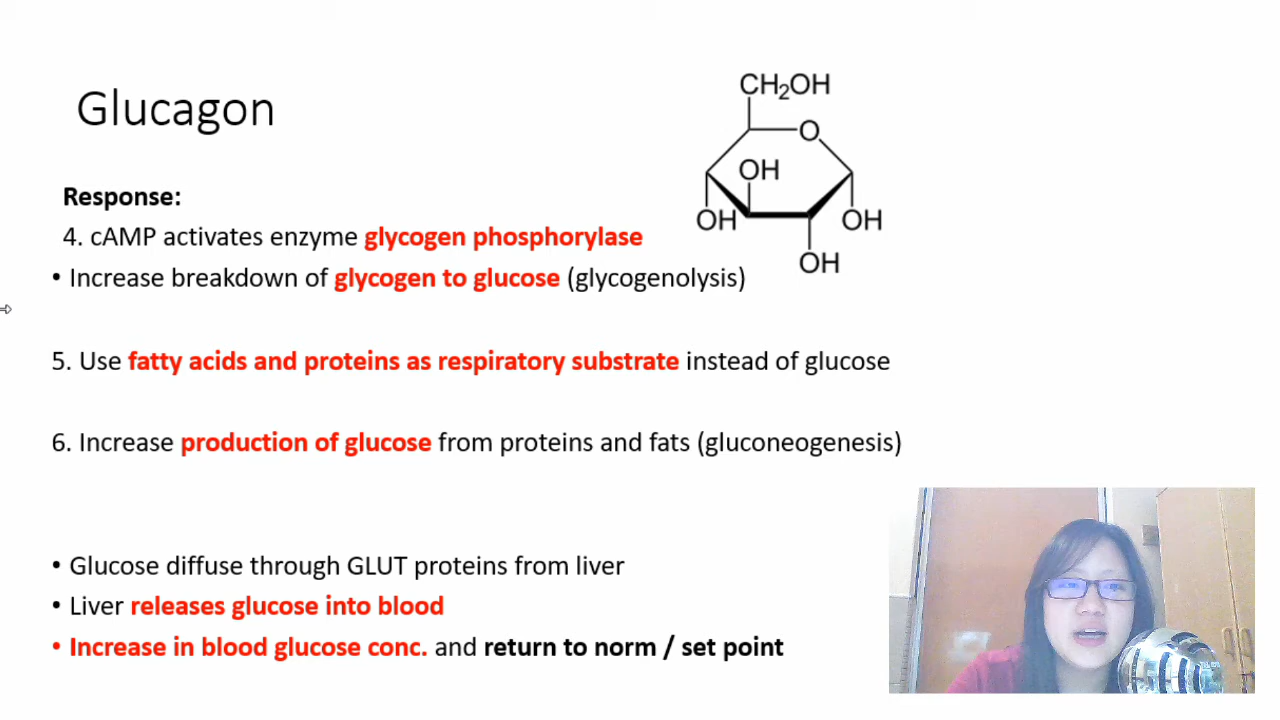 Glucagon
CH₂OH
O
OH
OH
OH
OH
Response:
4. cAMP activates enzyme glycogen phosphorylase
• Increase breakdown of glycogen to glucose (glycogenolysis)
5. Use fatty acids and proteins as respiratory substrate instead of glucose
6. Increase production of glucose from proteins and fats (gluconeogenesis)
• Glucose diffuse through GLUT proteins from liver
• Liver releases glucose into blood
• Increase in blood glucose conc. and return to norm / set point